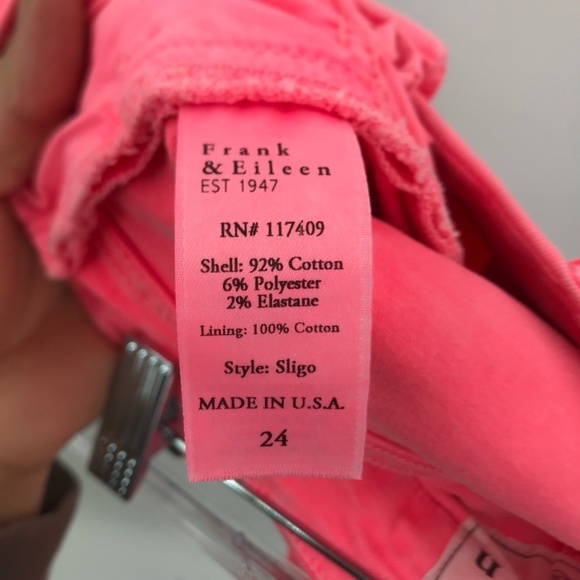 Frank
& Eileen
EST 1947
RN# 117409
Shell: 92% Cotton
6% Polyester
2% Elastane
Lining: 100% Cotton
Style: Sligo
MADE IN U.S.A.
24